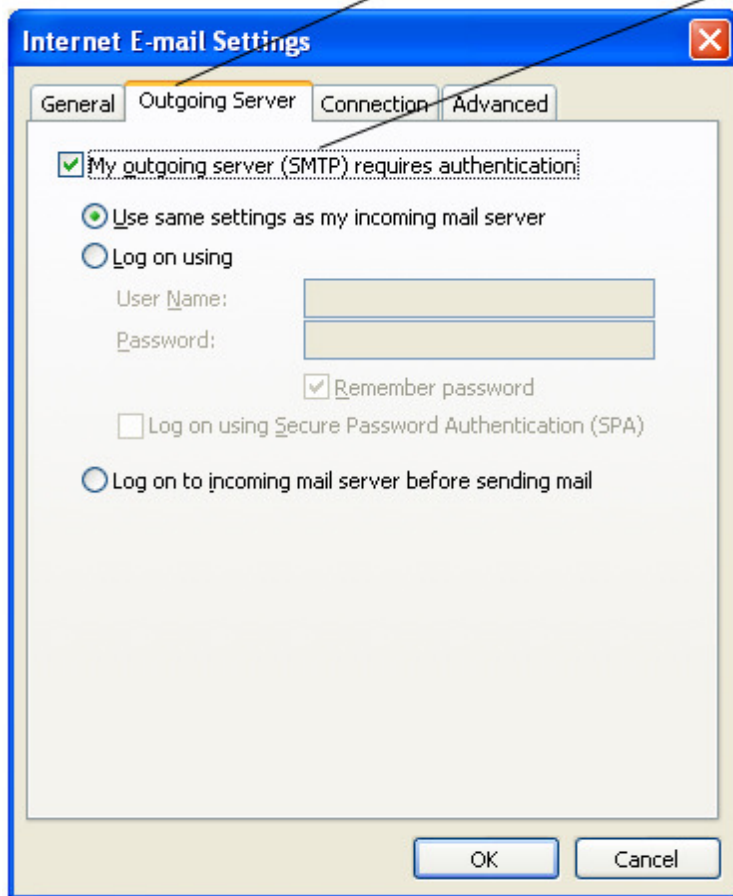 Internet E-mail Settings
General Outgoing Server Connection Advanced
My outgoing server (SMTP) requires authentication
Use same settings as my incoming mail server
Log on using
User Name:
Password:
Remember password
Log on using Secure Password Authentication (SPA)
Log on to incoming mail server before sending mail
OK Cancel